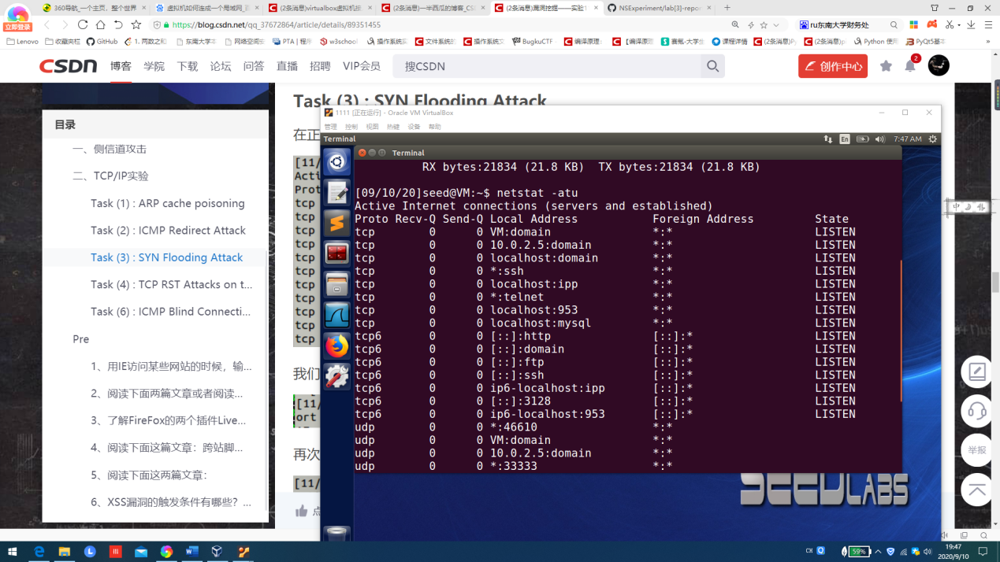 360导航_一个主页，整个世界
虚拟机如何连成一个局域网_
(2条消息)virtualbox虚拟机按
(2条消息)一半西瓜的博客_CS
(2条消息)漏洞挖掘——实验1
NSExperiment/lab[3]-repor
立即登录
https://blog.csdn.net/qq_37672864/article/details/89351455
ru东南大学财务处
Lenovo
收藏夹栏
GitHub
1. 两数之和
东南大学本
网络空间安
PTA | 程序
w3school
操作系统实
文件系统的
操作系统文
BugkuCTF
编译原理
【编译原
赛氪-大学生
课程详情
(2条消息)Py
(2条消息)p
Python 使用
PyQt5基本
CSDN
博客
学院
下载
论坛
问答
直播
招聘
VIP会员
搜CSDN
创作中心
2
目录
一、侧信道攻击
二、TCP/IP实验
Task (1) : ARP cache poisoning
Task (2) : ICMP Redirect Attack
Task (3) : SYN Flooding Attack
Task (4) : TCP RST Attacks on t...
Task (6) : ICMP Blind Connecti...
Pre
1、用IE访问某些网站的时候，输...
2、阅读下面两篇文章或者阅读...
3、了解FireFox的两个插件Live...
4、阅读下面这篇文章：跨站脚...
5、阅读下面这两篇文章：
6、XSS漏洞的触发条件有哪些？...
Task (3) : SYN Flooding Attack
在正
[11/
Acti
Prot
tcp
tcp
tcp
tcp
tcp
tcp
tcp
tcp
tcp
tcp
tcp
我们
[11/
ort
再次
[11/
点
1111 [正在运行] - Oracle VM VirtualBox
管理 控制 视图 热键 设备 帮助
Terminal
En
7:47 AM
Terminal
RX bytes:21834 (21.8 KB) TX bytes:21834 (21.8 KB)
[09/10/20]seed@VM:~$ netstat -atu
Active Internet connections (servers and established)
Proto Recv-Q Send-Q Local Address Foreign Address State
tcp 0 0 VM:domain *:* LISTEN
tcp 0 0 10.0.2.5:domain *:* LISTEN
tcp 0 0 localhost:domain *:* LISTEN
tcp 0 0 *:ssh *:* LISTEN
tcp 0 0 localhost:ipp *:* LISTEN
tcp 0 0 *:telnet *:* LISTEN
tcp 0 0 localhost:953 *:* LISTEN
tcp 0 0 localhost:mysql *:* LISTEN
tcp6 0 0 [::]:http [::]:* LISTEN
tcp6 0 0 [::]:domain [::]:* LISTEN
tcp6 0 0 [::]:ftp [::]:* LISTEN
tcp6 0 0 [::]:ssh [::]:* LISTEN
tcp6 0 0 ip6-localhost:ipp [::]:* LISTEN
tcp6 0 0 [::]:3128 [::]:* LISTEN
tcp6 0 0 ip6-localhost:953 [::]:* LISTEN
udp 0 0 *:46610 *:*
udp 0 0 VM:domain *:*
udp 0 0 10.0.2.5:domain *:*
udp 0 0 *:33333 *:*
SEEDLABS
中
举报
CK
59%
19:47
2020/9/10